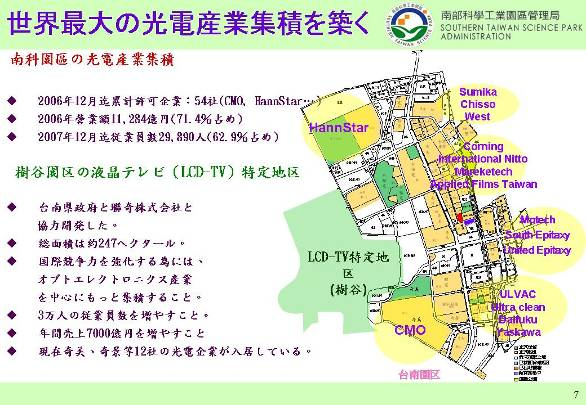 世界最大の光電産業集積を築く
南部科學工業園區管理局
SOUTHERN TAIWAN SCIENCE PARK
ADMINISTRATION
南科園區の光電産業集積
◆ 2006年12月迄累計許可企業：54社(CMO, HannStar…)
◆ 2006年營業額11,284億円(71.4%占め)
◆ 2007年12月迄従業員數29,890人(62.9%占め)
樹谷園区の液晶テレビ（LCD-TV）特定地区
◆ 台南県政府と聯奇株式会社と
協力開発した。
◆ 総面積は約247ヘクタール。
◆ 国際競争力を強化する為には、
オプトエレクトロニクス産業
を中心にもっと集積すること。
◆ 3万人の従業員數を増やすこと。
◆ 年間売上7000億円を増やすこと
◆ 現在奇美、奇景等12社の光電企業が入居している。
HannStar
Sumika
Chisso
West
Corning
International Nitto
Mareketech
Applied Films Taiwan
Mgtech
South Epitaxy
United Epitaxy
LCD-TV特定地
区
(樹谷)
ULVAC
Ultra clean
Daifuku
Yaskawa
CMO
台南園区
7